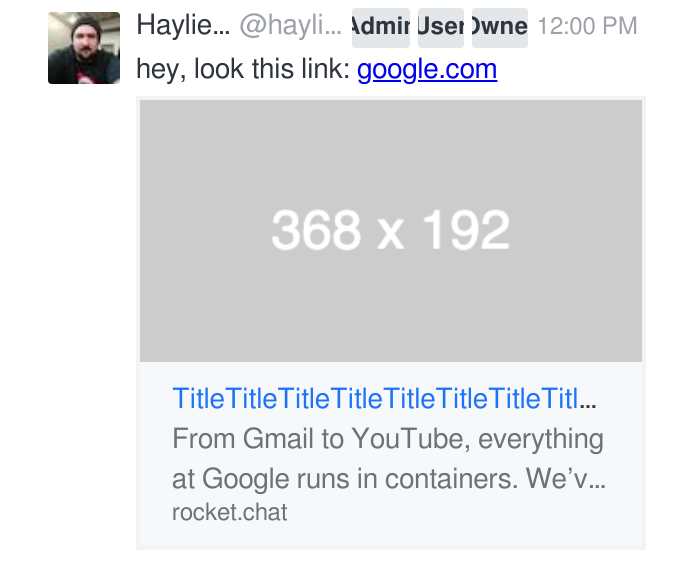 Haylie... @hayli... Admin User Owne 12:00 PM
hey, look this link: google.com
368 x 192
TitleTitleTitleTitleTitleTitleTitleTitl...
From Gmail to YouTube, everything
at Google runs in containers. We’v...
rocket.chat